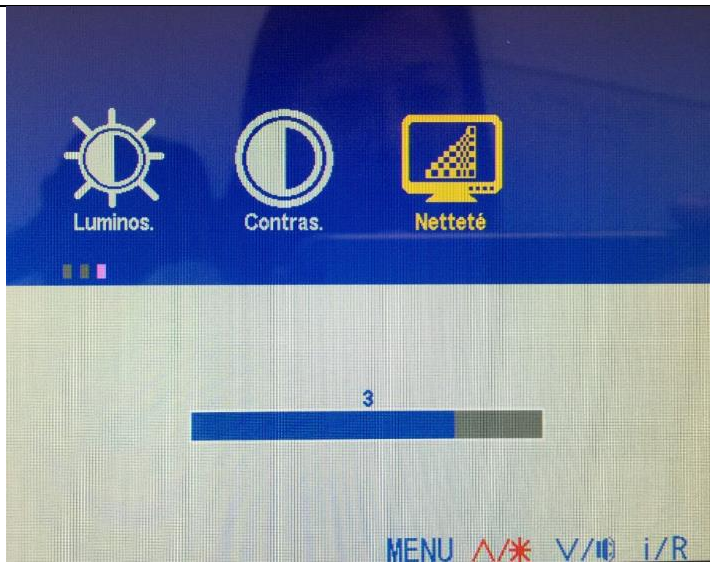 Luminos. Contras. Netteté
3
MENU ∧/☀ ∨/🔊 i/R